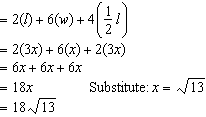 = 2(l) + 6(w) + 4(1/2 l)
= 2(3x) + 6(x) + 2(3x)
= 6x + 6x + 6x
= 18x Substitute: x = √13
= 18√13